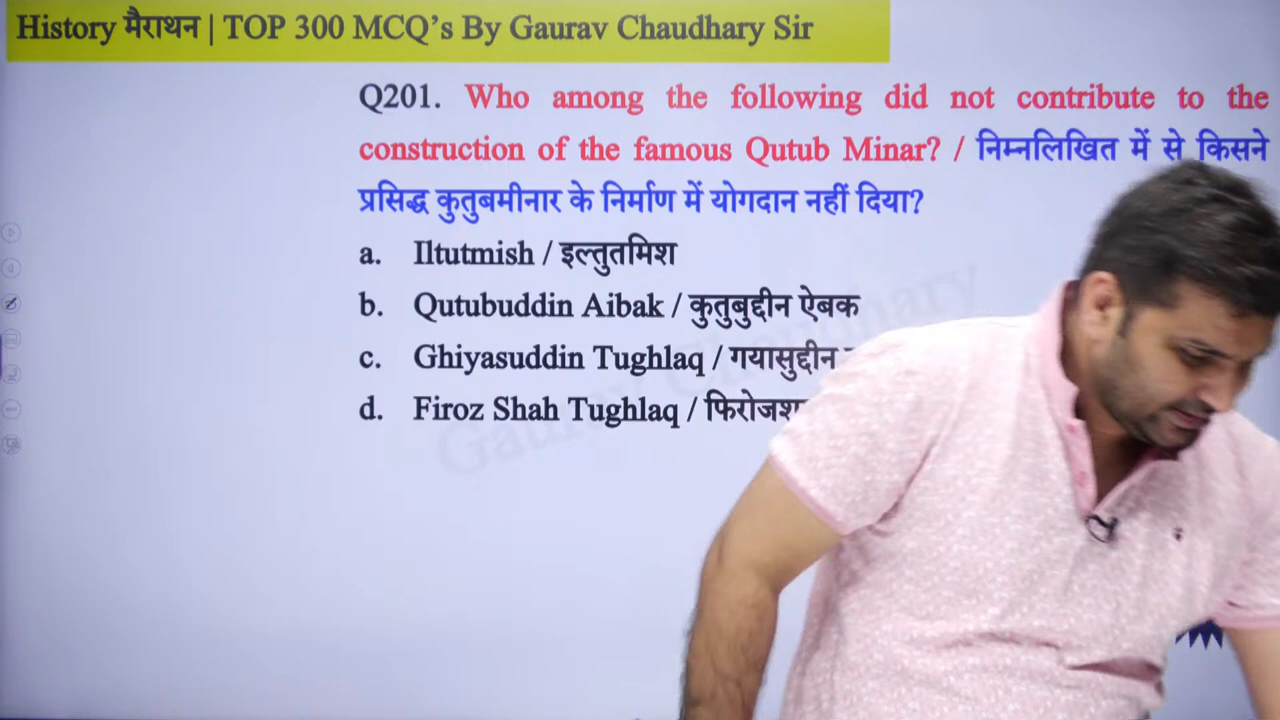 History मैराथन | TOP 300 MCQ’s By Gaurav Chaudhary Sir
Q201. Who among the following did not contribute to the
construction of the famous Qutub Minar? / निम्नलिखित में से किसने
प्रसिद्ध कुतुबमीनार के निर्माण में योगदान नहीं दिया?
a. Iltutmish / इल्तुतमिश
b. Qutubuddin Aibak / कुतुबुद्दीन ऐबक
c. Ghiyasuddin Tughlaq / गयासुद्दीन
d. Firoz Shah Tughlaq /
Gaurav Chaudhary